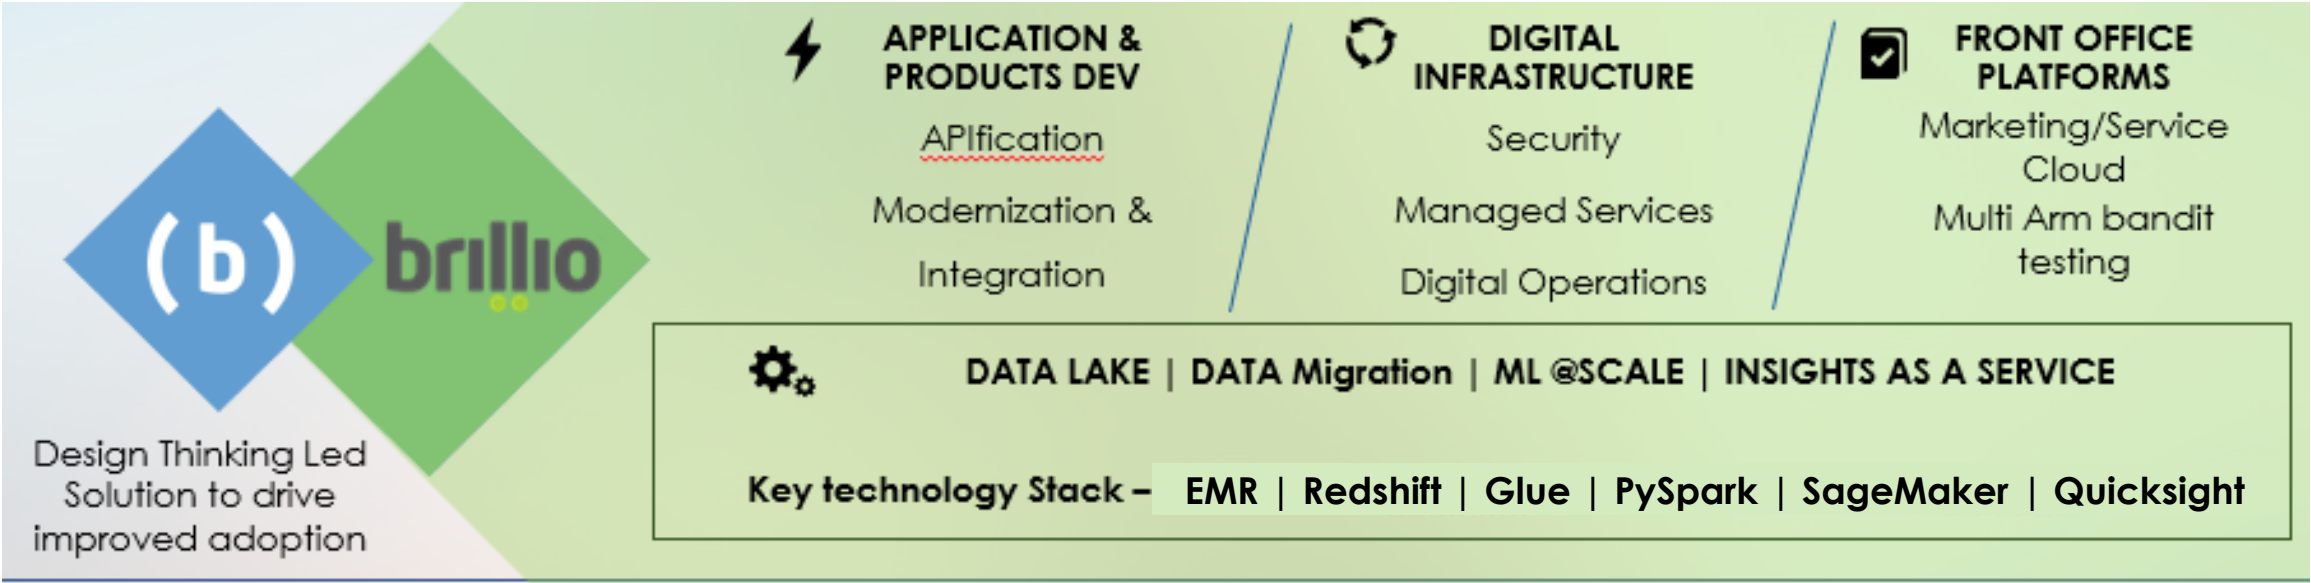 (b)
brillio
Design Thinking Led
Solution to drive
improved adoption
APPLICATION &
PRODUCTS DEV
APIfication
Modernization &
Integration
DIGITAL
INFRASTRUCTURE
Security
Managed Services
Digital Operations
FRONT OFFICE
PLATFORMS
Marketing/Service
Cloud
Multi Arm bandit
testing
DATA LAKE | DATA Migration | ML @SCALE | INSIGHTS AS A SERVICE
Key technology Stack – EMR | Redshift | Glue | PySpark | SageMaker | Quicksight